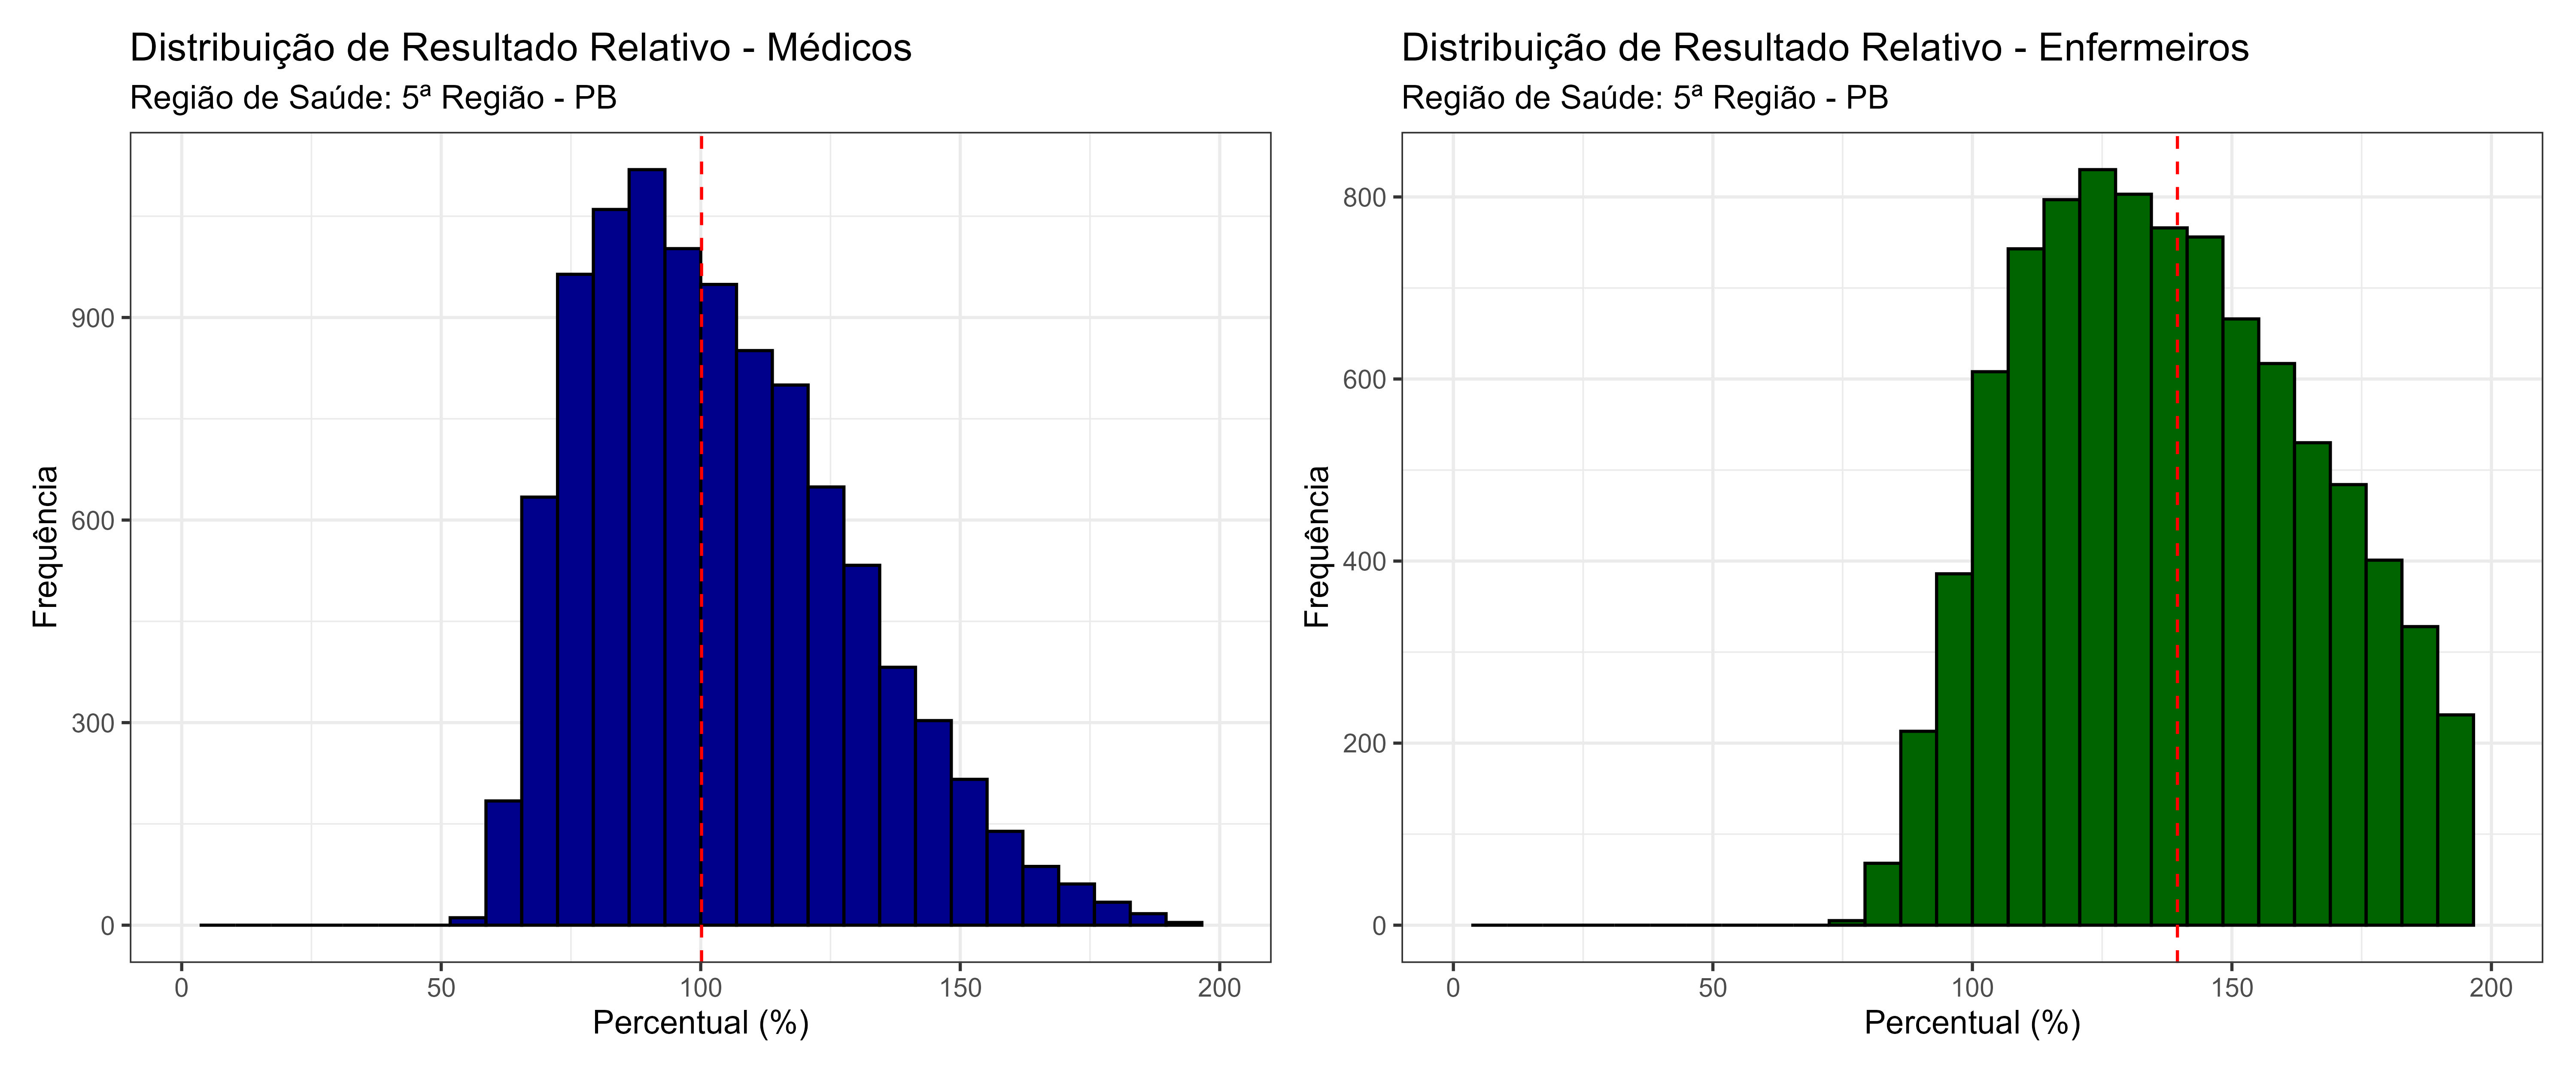 Distribuição de Resultado Relativo - Médicos
Região de Saúde: 5ª Região - PB
Frequência
900
600
300
0
0 50 100 150 200
Percentual (%)
Distribuição de Resultado Relativo - Enfermeiros
Região de Saúde: 5ª Região - PB
Frequência
800
600
400
200
0
0 50 100 150 200
Percentual (%)